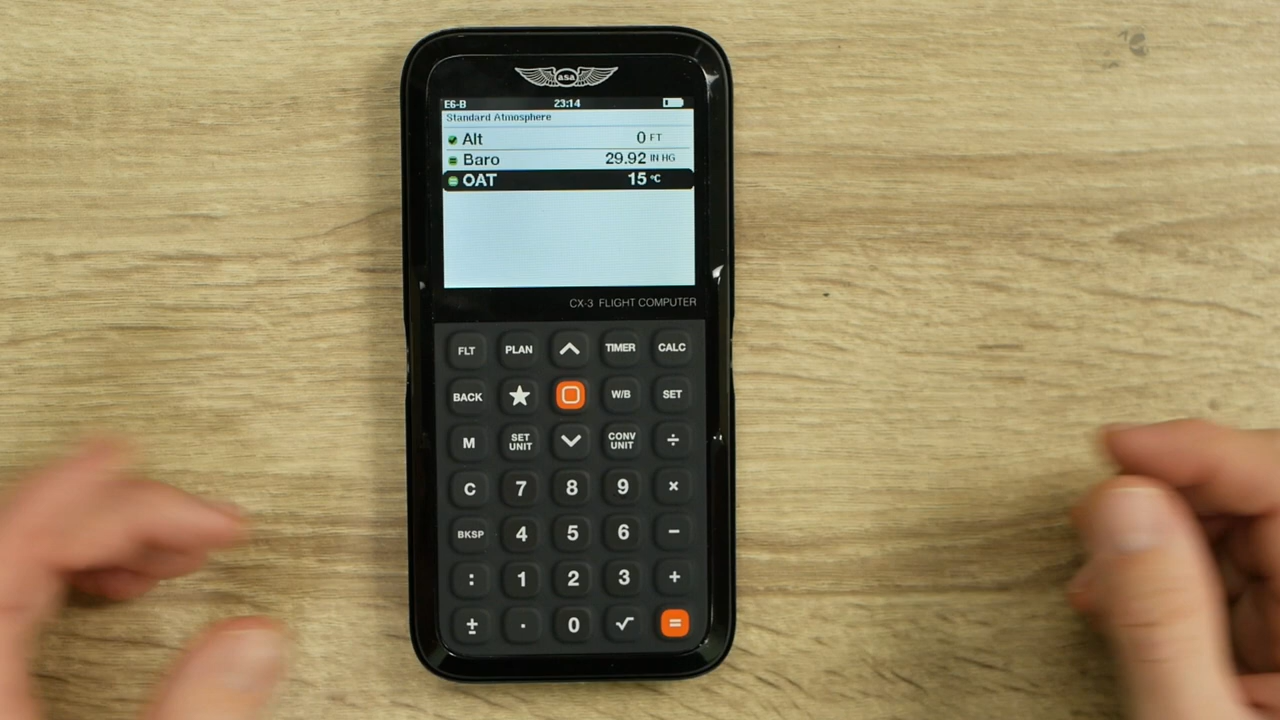 asa
E6-B 23:14
Standard Atmosphere
Alt 0 FT
Baro 29.92 IN HG
OAT 15 °C
CX-3 FLIGHT COMPUTER
FLT PLAN TIMER CALC
BACK W/B SET
M SET UNIT CONV UNIT ÷
C 7 8 9 ×
BKSP 4 5 6 −
: 1 2 3 +
± . 0 √ =